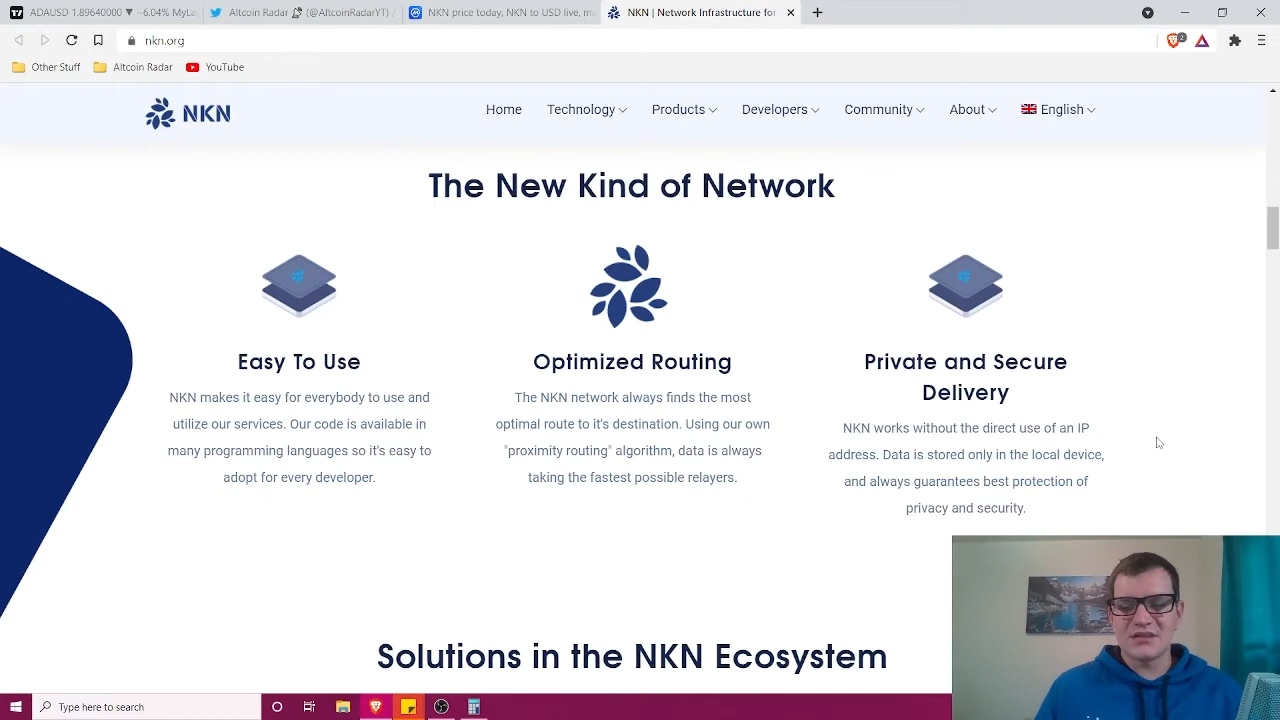 ADAUSD 1.89640000 ▼ −6.04% MyLi
Altcoin Radar
(@AltcoinRadarYT) /
NKN price today, NKN to USD live, ma
NKN | Network Infrastructure for
nkn.org
2
Other Stuff
Altcoin Radar
YouTube
NKN
Home
Technology
Products
Developers
Community
About
English
The New Kind of Network
Easy To Use
NKN makes it easy for everybody to use and
utilize our services. Our code is available in
many programming languages so it's easy to
adopt for every developer.
Optimized Routing
The NKN network always finds the most
optimal route to it's destination. Using our own
"proximity routing" algorithm, data is always
taking the fastest possible relayers.
Private and Secure
Delivery
NKN works without the direct use of an IP
address. Data is stored only in the local device,
and always guarantees best protection of
privacy and security.
Solutions in the NKN Ecosystem
Type here to search